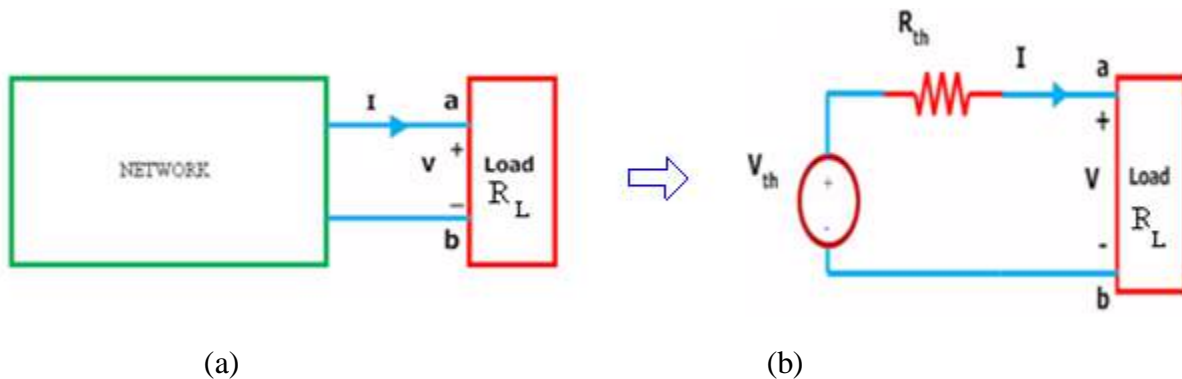 NETWORK
I
a
+
V
Load
R_L
–
b
R_th
I
a
+
V_th
+
-
V
Load
R_L
-
b
(a)
(b)